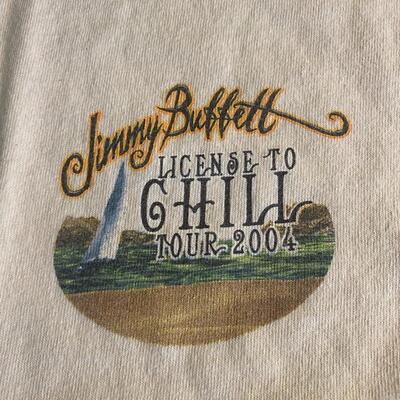 Jimmy Buffett
LICENSE TO
CHILL
TOUR 2004